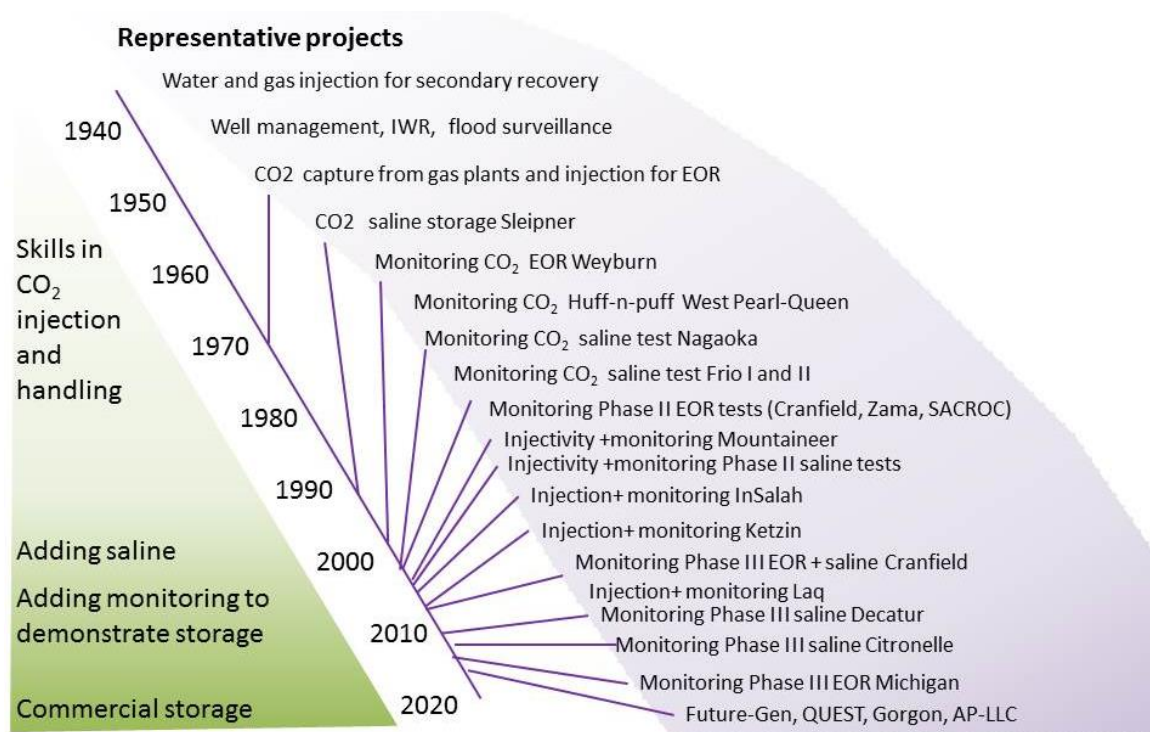 Representative projects
Water and gas injection for secondary recovery
1940
Well management, IWR, flood surveillance
CO2 capture from gas plants and injection for EOR
1950
CO2 saline storage Sleipner
Skills in
CO₂
injection
and
handling
1960
Monitoring CO₂ EOR Weyburn
Monitoring CO₂ Huff-n-puff West Pearl-Queen
1970
Monitoring CO₂ saline test Nagaoka
Monitoring CO₂ saline test Frio I and II
Monitoring Phase II EOR tests (Cranfield, Zama, SACROC)
1980
Injectivity +monitoring Mountaineer
Injectivity +monitoring Phase II saline tests
1990
Injection+ monitoring InSalah
Injection+ monitoring Ketzin
Adding saline
2000
Monitoring Phase III EOR + saline Cranfield
Injection+ monitoring Laq
Adding monitoring to
demonstrate storage
2010
Monitoring Phase III saline Decatur
Monitoring Phase III saline Citronelle
Monitoring Phase III EOR Michigan
Commercial storage
2020
Future-Gen, QUEST, Gorgon, AP-LLC